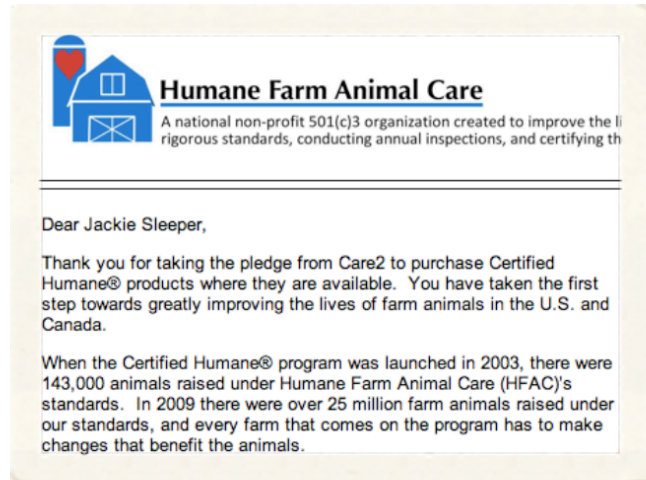 Humane Farm Animal Care
A national non-profit 501(c)3 organization created to improve the
rigorous standards, conducting annual inspections, and certifying
Dear Jackie Sleeper,
Thank you for taking the pledge from Care2 to purchase Certified
Humane® products where they are available.  You have taken the first
step towards greatly improving the lives of farm animals in the U.S. and
Canada.
When the Certified Humane® program was launched in 2003, there were
143,000 animals raised under Humane Farm Animal Care (HFAC)'s
standards.  In 2009 there were over 25 million farm animals raised under
our standards, and every farm that comes on the program has to make
changes that benefit the animals.